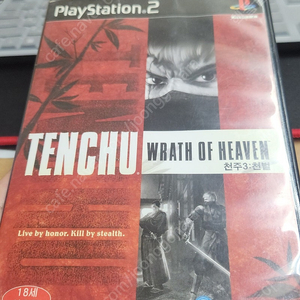 PlayStation 2
TENCHU WRATH OF HEAVEN
천주3:천벌
Live by honor. Kill by stealth.
18세